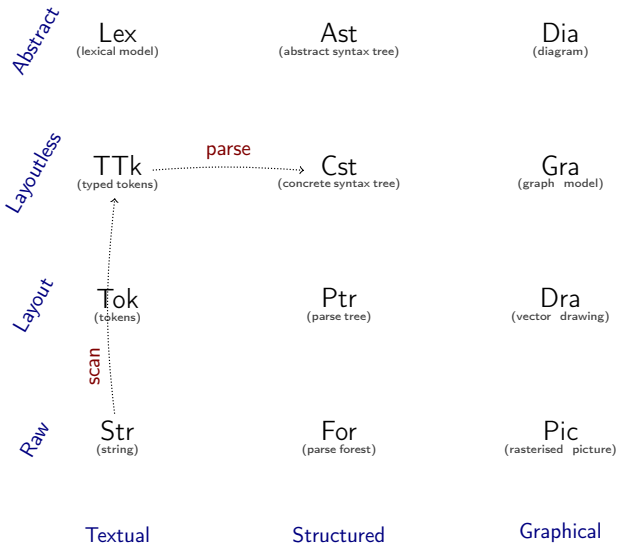 Abstract
Lex
(lexical model)
Ast
(abstract syntax tree)
Dia
(diagram)
Layoutless
TTk
(typed tokens)
parse
Cst
(concrete syntax tree)
Gra
(graph model)
Layout
Tok
(tokens)
Ptr
(parse tree)
Dra
(vector drawing)
scan
Raw
Str
(string)
For
(parse forest)
Pic
(rasterised picture)
Textual
Structured
Graphical